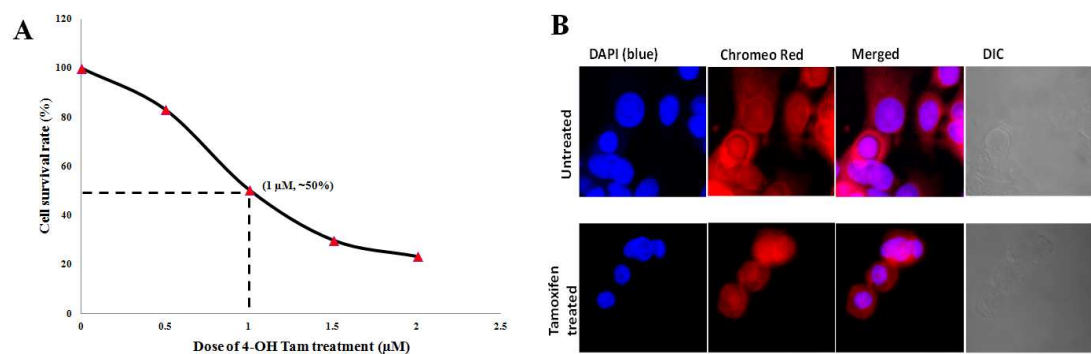 A
120
100
80
60
40
20
0
Cell survival rate (%)
(1 µM, ~50%)
0 0.5 1 1.5 2 2.5
Dose of 4-OH Tam treatment (µM)
B
DAPI (blue) Chromeo Red Merged DIC
Untreated
Tamoxifen
treated